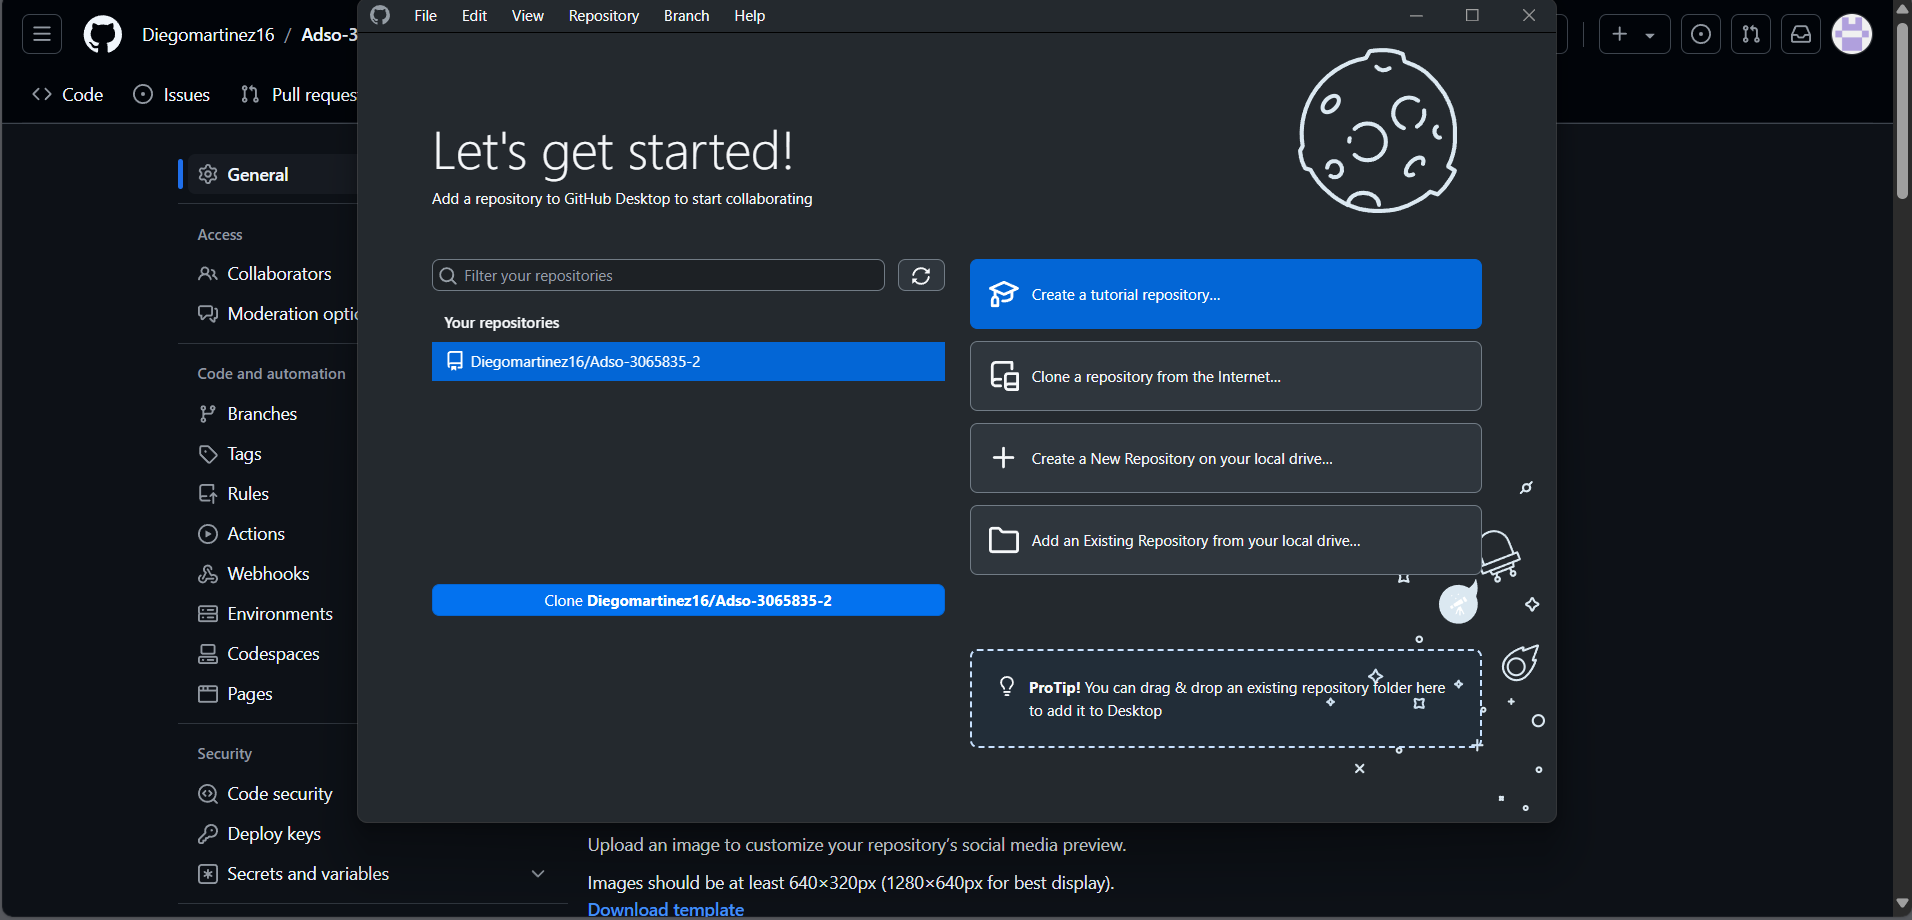 Diegomartinez16 / Adso-3
Code Issues Pull reques
General
Access
Collaborators
Moderation optic
Code and automation
Branches
Tags
Rules
Actions
Webhooks
Environments
Codespaces
Pages
Security
Code security
Deploy keys
Secrets and variables
File Edit View Repository Branch Help
Let's get started!
Add a repository to GitHub Desktop to start collaborating
Filter your repositories
Your repositories
Diegomartinez16/Adso-3065835-2
Clone Diegomartinez16/Adso-3065835-2
Create a tutorial repository...
Clone a repository from the Internet...
Create a New Repository on your local drive...
Add an Existing Repository from your local drive...
ProTip! You can drag & drop an existing repository folder here
to add it to Desktop
Upload an image to customize your repository’s social media preview.
Images should be at least 640×320px (1280×640px for best display).
Download template